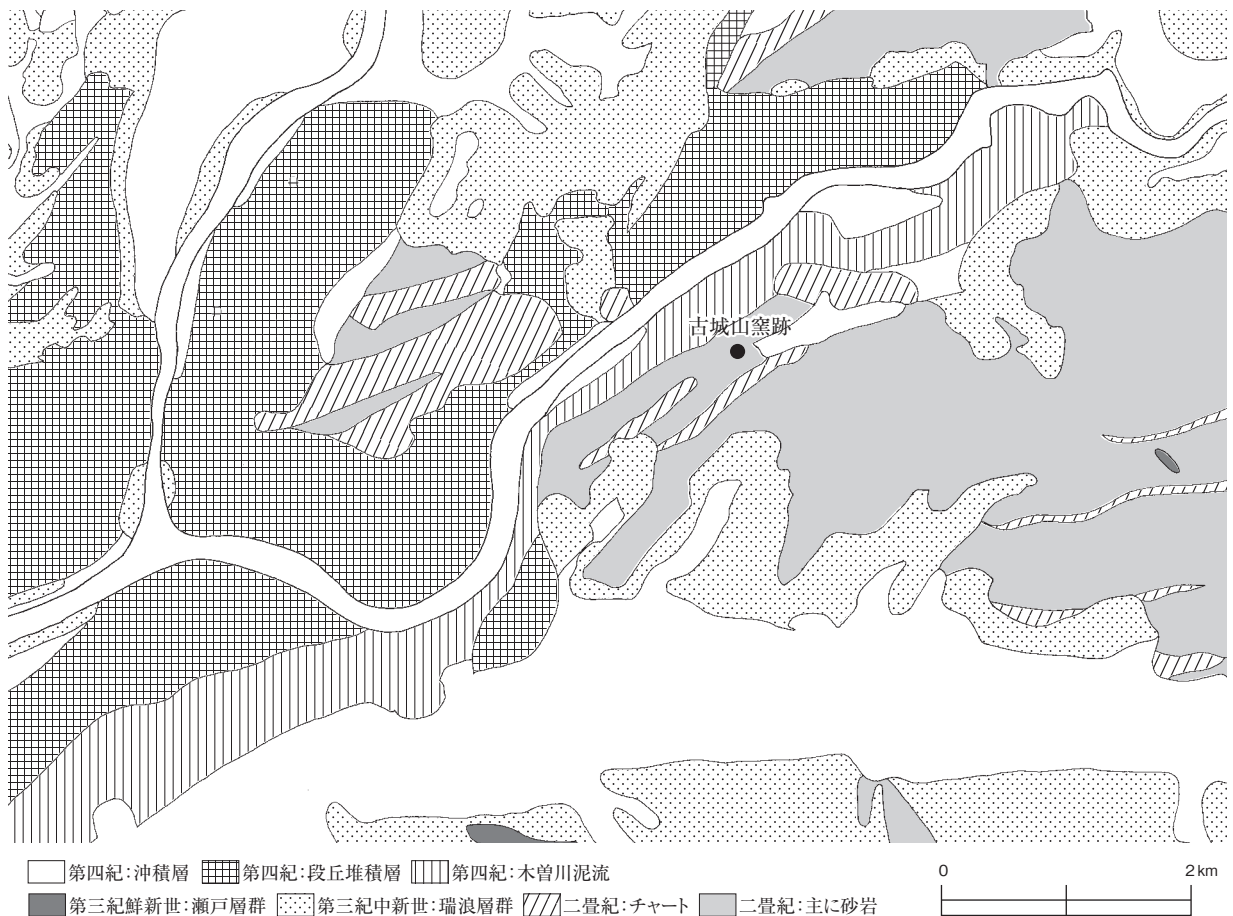 古城山窯跡
第四紀:沖積層 第四紀:段丘堆積層 第四紀:木曽川泥流
第三紀鮮新世:瀬戸層群 第三紀中新世:瑞浪層群 二畳紀:チャート 二畳紀:主に砂岩
0 2km